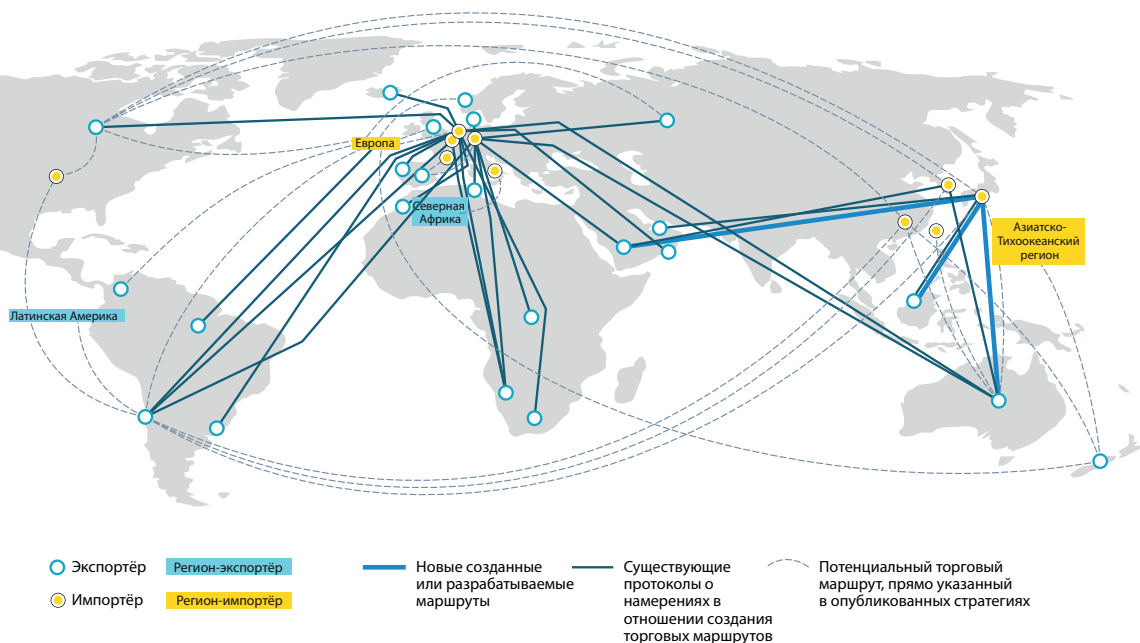 Европа
Северная
Африка
Азиатско-
Тихоокеанский
регион
Латинская Америка
Экспортёр
Регион-экспортёр
Импортёр
Регион-импортёр
Новые созданные
или разрабатываемые
маршруты
Существующие
протоколы о
намерениях в
отношении создания
торговых маршрутов
Потенциальный торговый
маршрут, прямо указанный
в опубликованных стратегиях